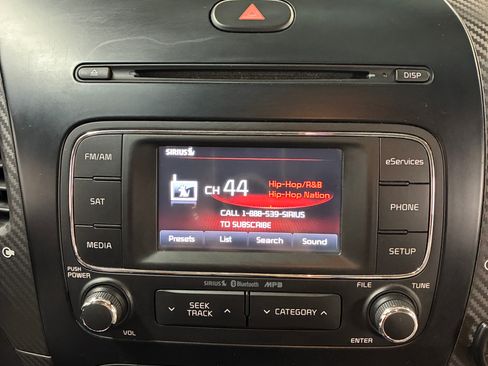 DISP
FM/AM
SAT
MEDIA
PUSH
POWER
VOL
SIRIUS
CH 44
Hip-Hop/R&B
Hip-Hop Nation
CALL 1-888-539-SIRIUS
TO SUBSCRIBE
Presets List Search Sound
eServices
PHONE
SETUP
SIRIUS Bluetooth MP3
SEEK
TRACK
CATEGORY
FILE TUNE
ENTER